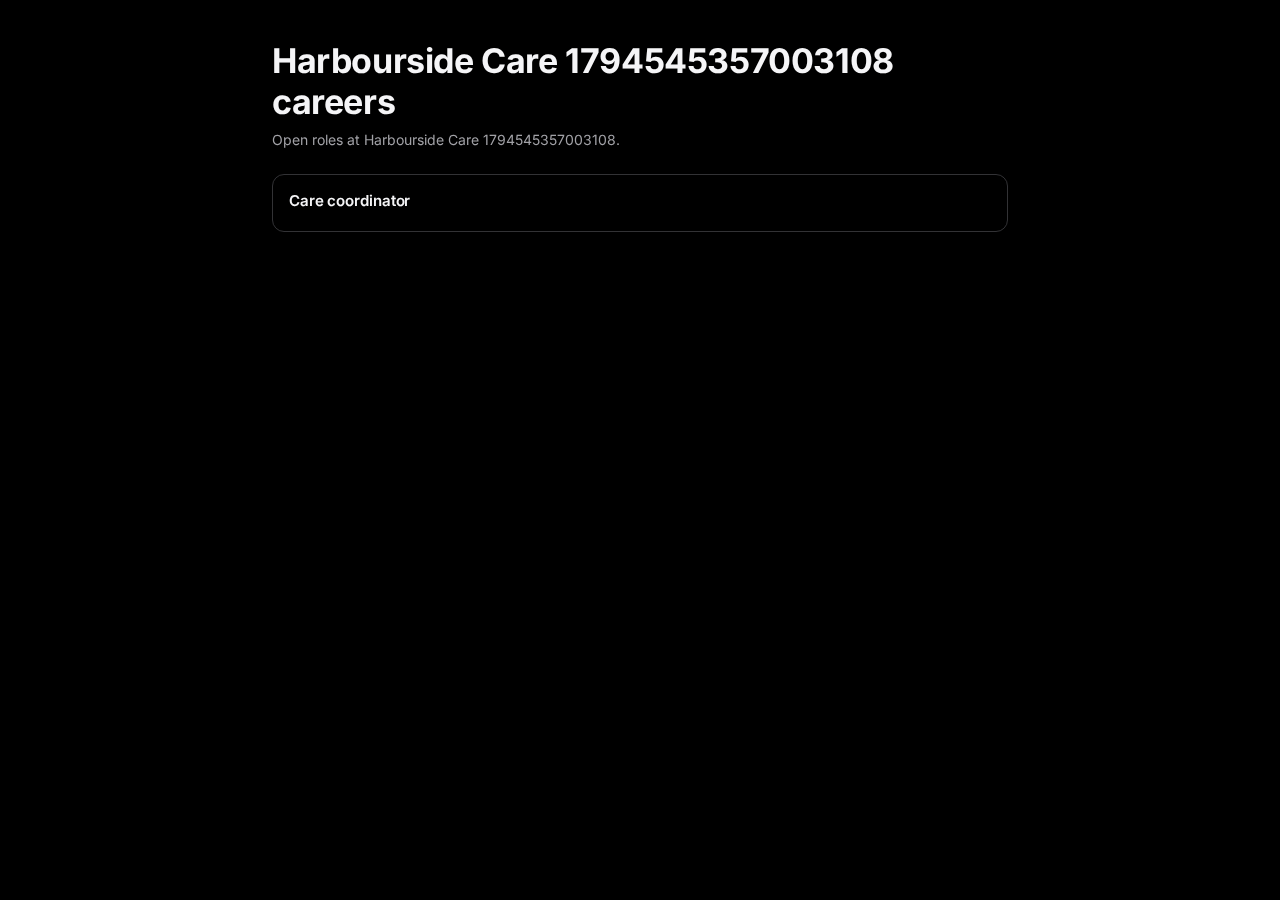 Harbourside Care 1794545357003108
careers
Open roles at Harbourside Care 1794545357003108.
Care coordinator